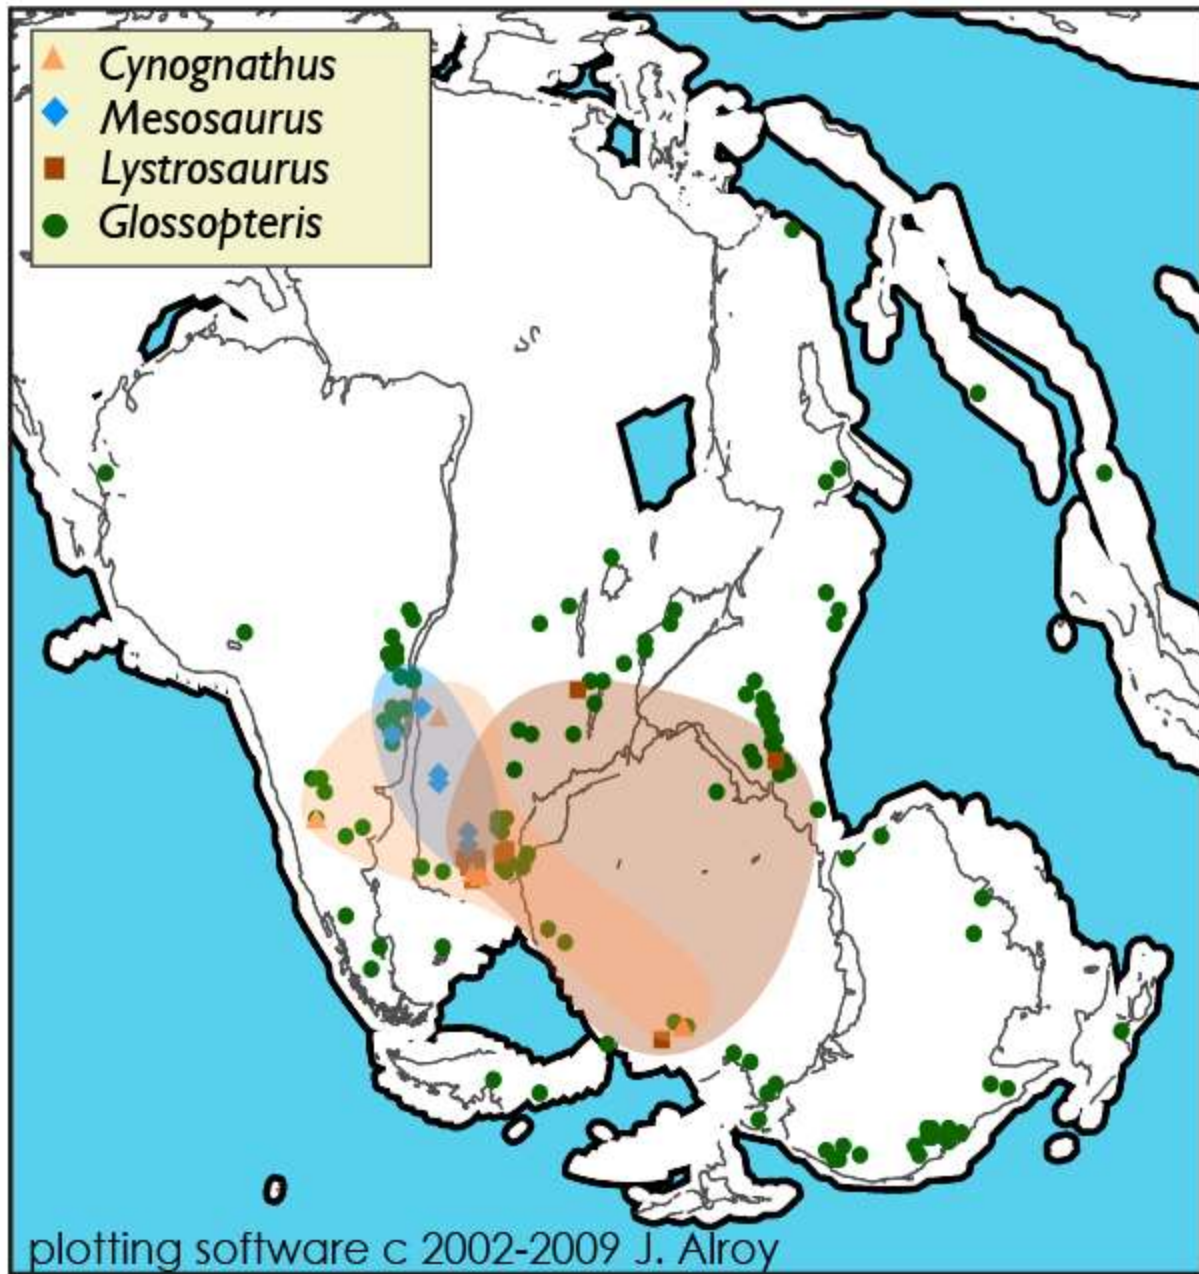 Cynognathus
Mesosaurus
Lystrosaurus
Glossopteris
plotting software c 2002-2009 J. Alroy